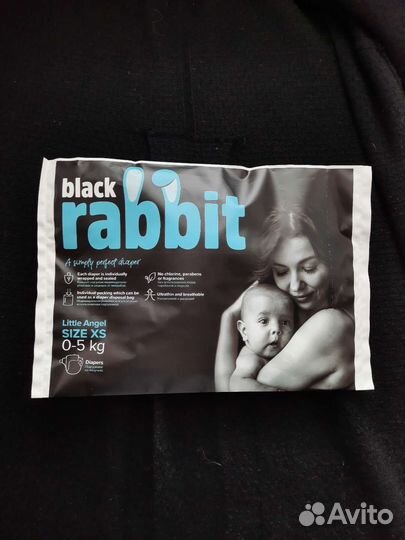 black
rabbit
A simply perfect diaper
Each diaper is individually
wrapped and sealed
No chlorine, parabens
or fragrances
Individual packing which can be
used as a diaper disposal bag
Ultrathin and breathable
Little Angel
SIZE XS
0-5 kg
Diapers
Avito